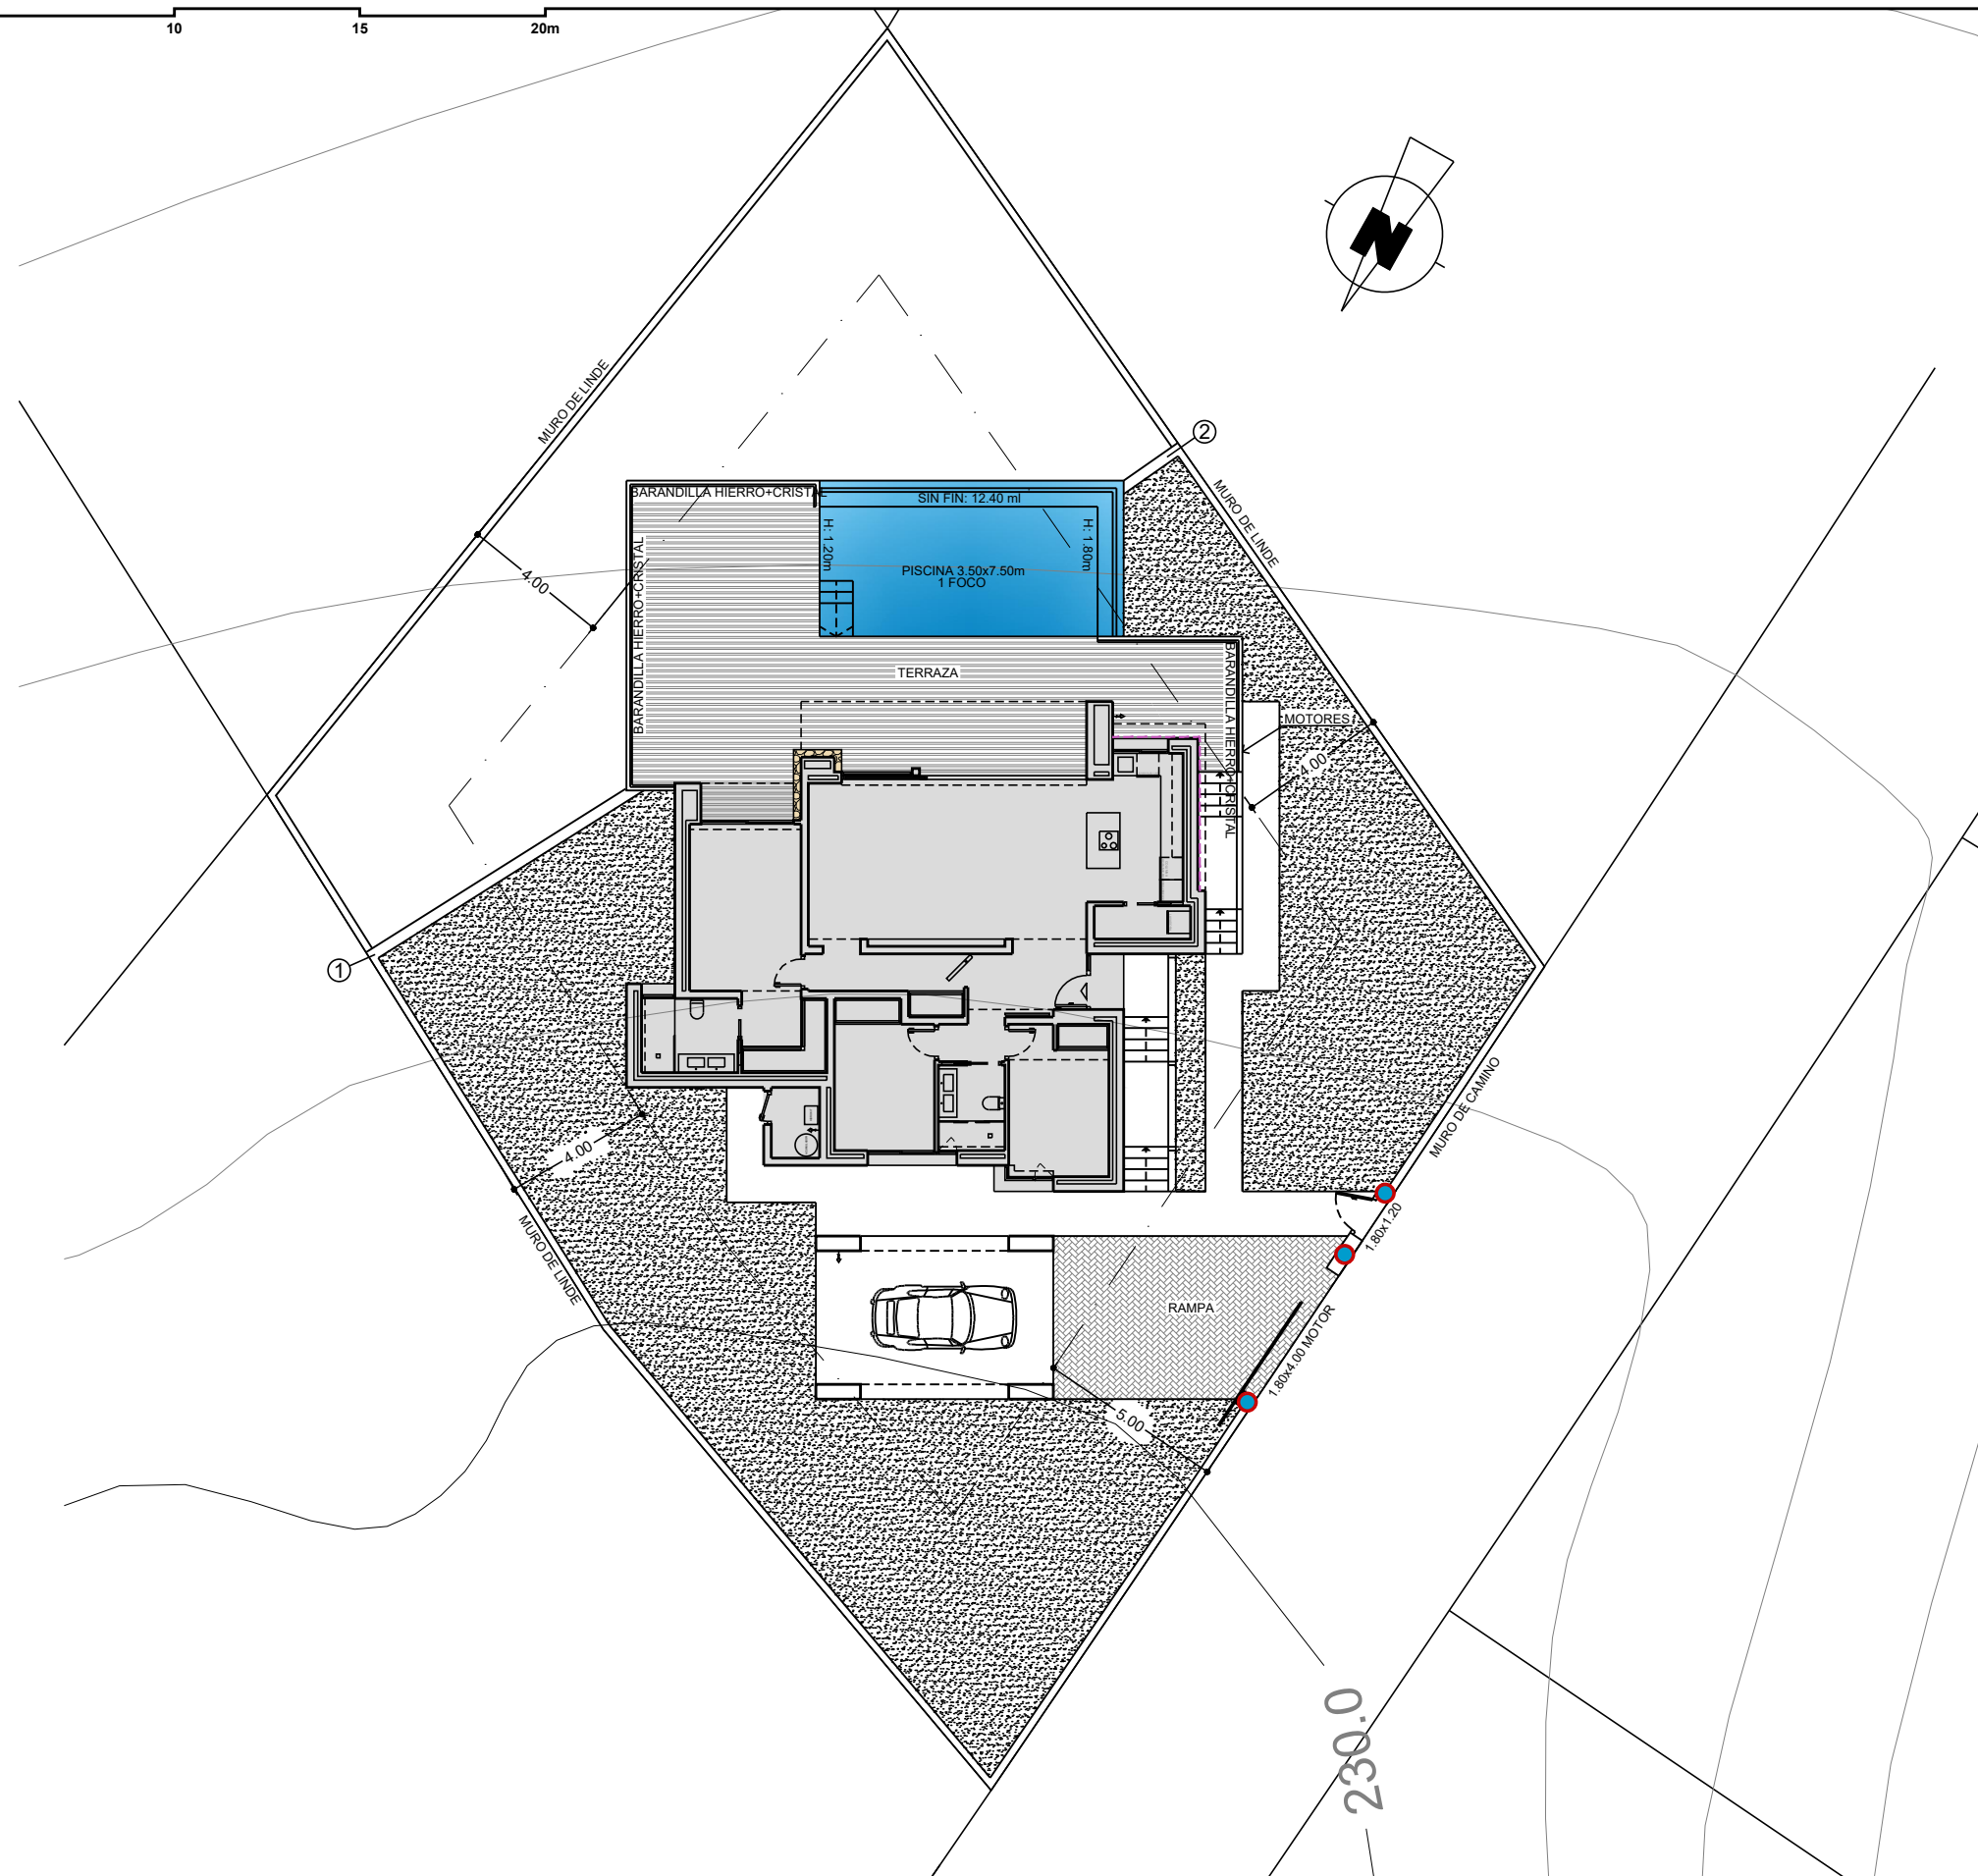 10
15
20m
N
MURO DE LINDE
2
BARANDILLA HIERRO+CRISTAL
SIN FIN: 12.40 ml
MURO DE LINDE
H: 1.20m
H: 1.80m
PISCINA 3.50x7.50m
1 FOCO
4.00
BARANDILLA HIERRO+CRISTAL
TERRAZA
BARANDILLA HIERRO+CRISTAL
MOTORES
4.00
1
MURO DE CAMINO
4.00
MURO DE LINDE
1.80x1.20
RAMPA
1.80x4.00 MOTOR
5.00
230.0